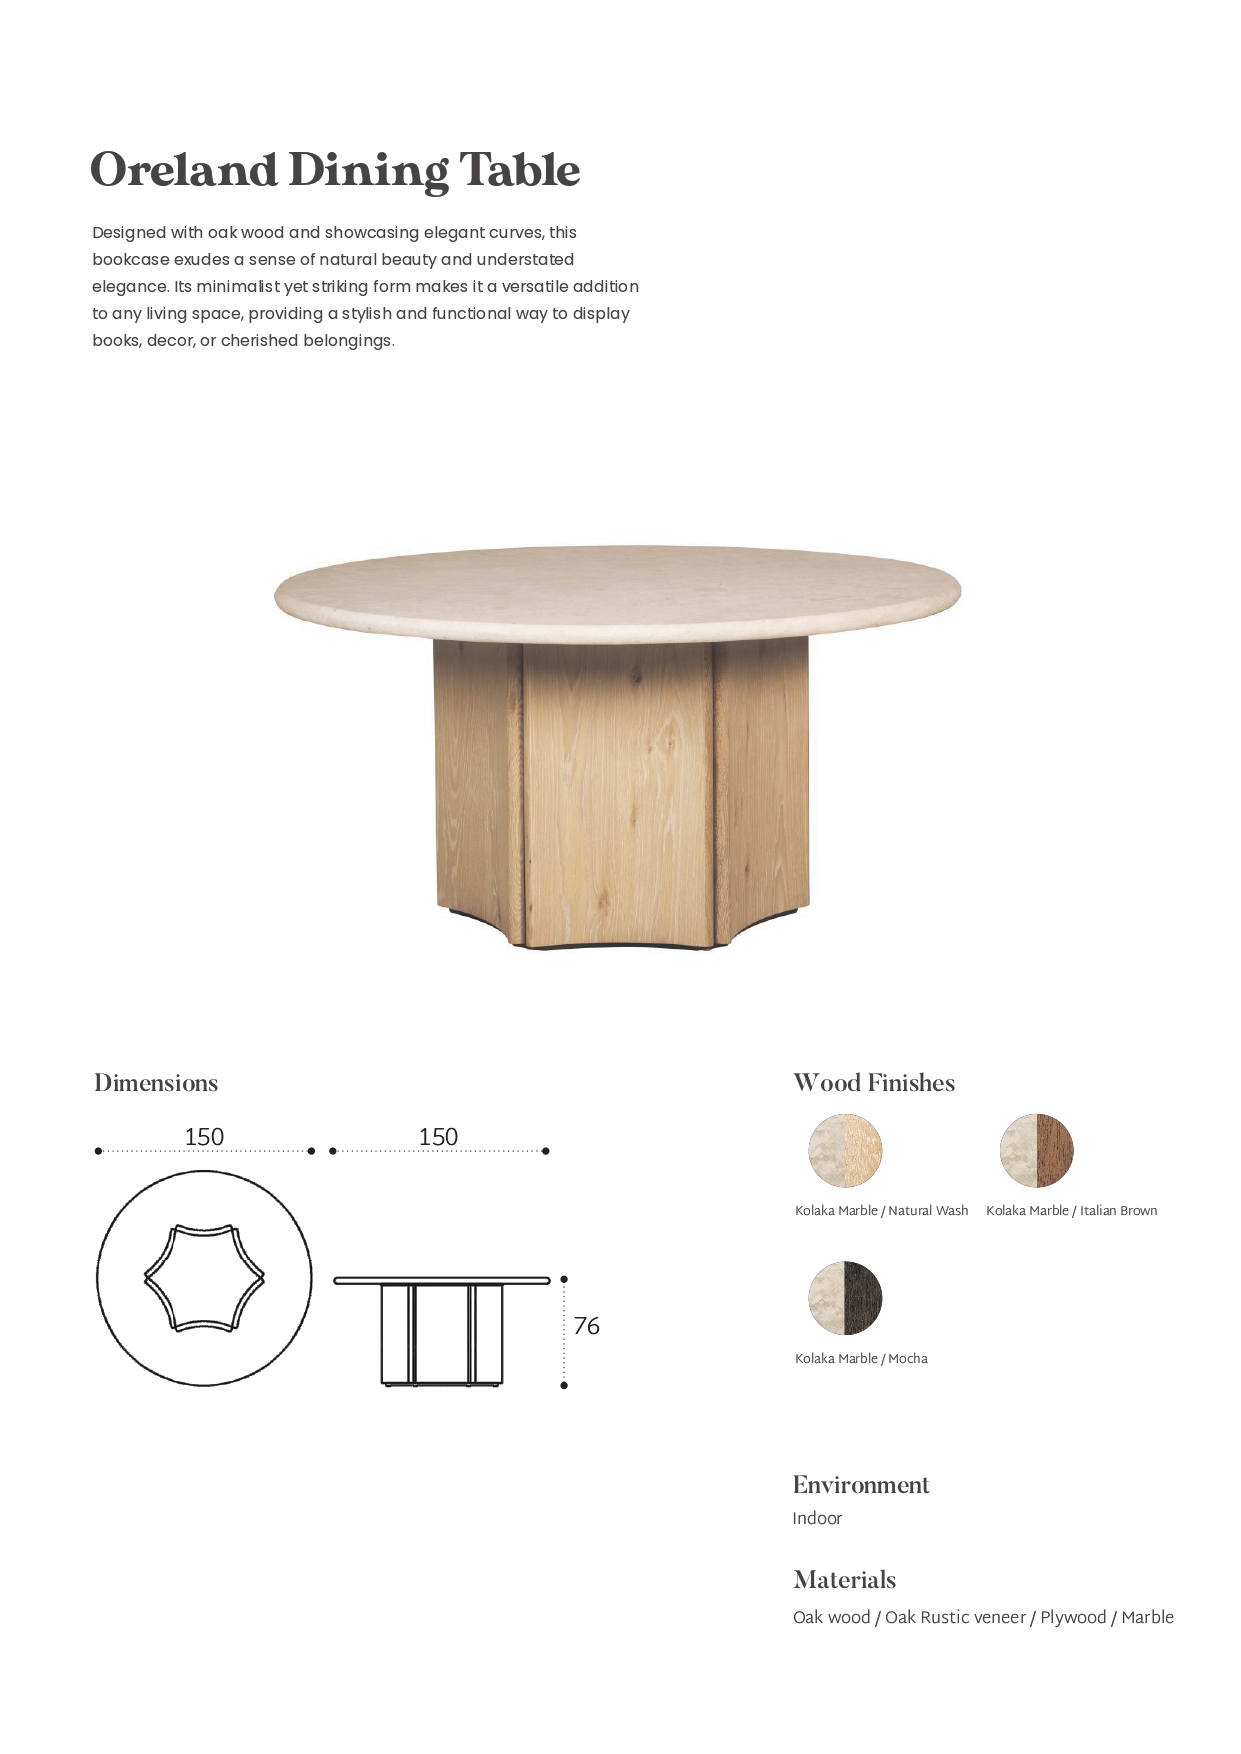 Oreland Dining Table
Designed with oak wood and showcasing elegant curves, this
bookcase exudes a sense of natural beauty and understated
elegance. Its minimalist yet striking form makes it a versatile addition
to any living space, providing a stylish and functional way to display
books, decor, or cherished belongings.
Dimensions
150
150
76
Wood Finishes
Kolaka Marble / Natural Wash
Kolaka Marble / Italian Brown
Kolaka Marble / Mocha
Environment
Indoor
Materials
Oak wood / Oak Rustic veneer / Plywood / Marble